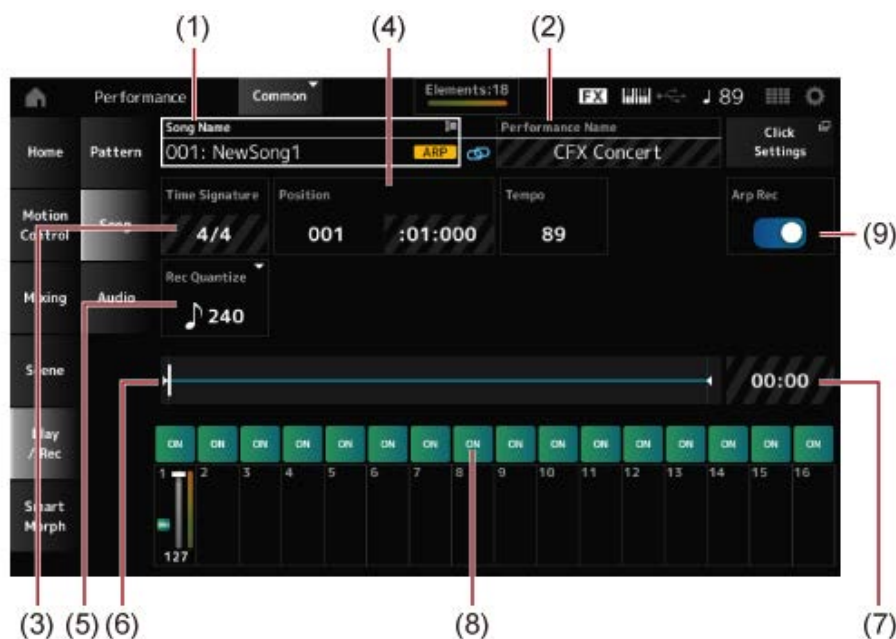 (1) (4) (2)
Performance Common Elements:18 FX ♩ 89
Song Name Performance Name Click
Home Pattern 001: NewSong1 ARP CFX Concert Settings
Time Signature Position Tempo Arp Rec
Motion
Control Song 4/4 001 :01:000 89 (9)
Rec Quantize
Mixing Audio ♪ 240
Scene
00:00
Play
/ Rec ON ON ON ON ON ON ON ON ON ON ON ON ON ON ON ON
1 2 3 4 5 6 7 8 9 10 11 12 13 14 15 16
Smart
Morph
127
(3) (5) (6) (8) (7)